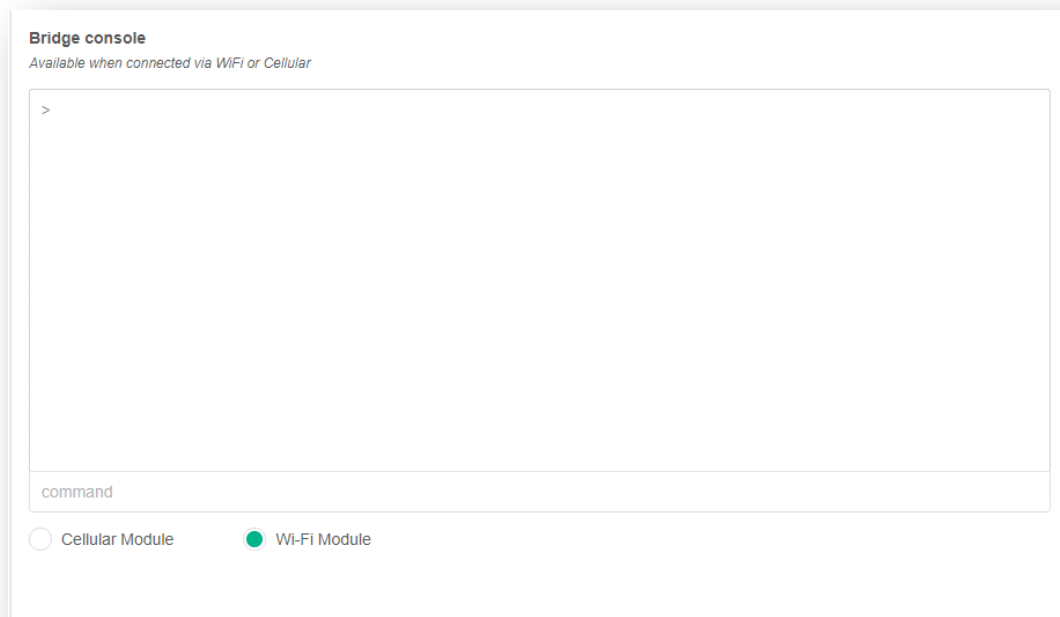 Bridge console
Available when connected via WiFi or Cellular
>
command
Cellular Module Wi-Fi Module